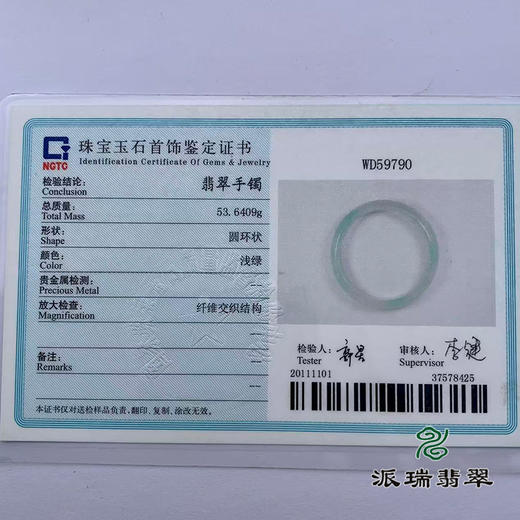 NGTC
珠宝玉石首饰鉴定证书
Identification Certificate Of Gems & Jewelry
检验结论:
Conclusion
翡翠手镯
总质量:
Total Mass
53.6409g
形状:
Shape
圆环状
颜色:
Color
浅绿
贵金属检测:
Precious Metal
--
放大检查:
Magnification
纤维交织结构
--
备注:
Remarks
--
--
本证书仅对送检样品负责,翻印、复制、涂改无效。
WD59790
检验人:
Tester
审核人:
Supervisor
李健
20111101
37578425
派瑞翡翠